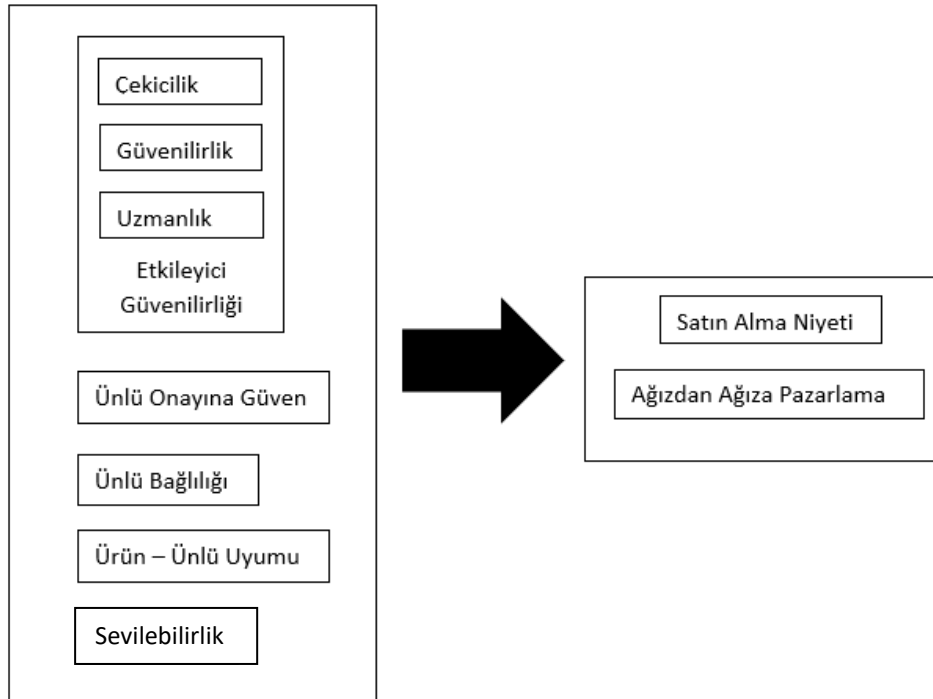 Çekicilik
Güvenilirlik
Uzmanlık
Etkileyici
Güvenilirliği
Ünlü Onayına Güven
Ünlü Bağlılığı
Ürün – Ünlü Uyumu
Sevilebilirlik
Satın Alma Niyeti
Ağızdan Ağıza Pazarlama